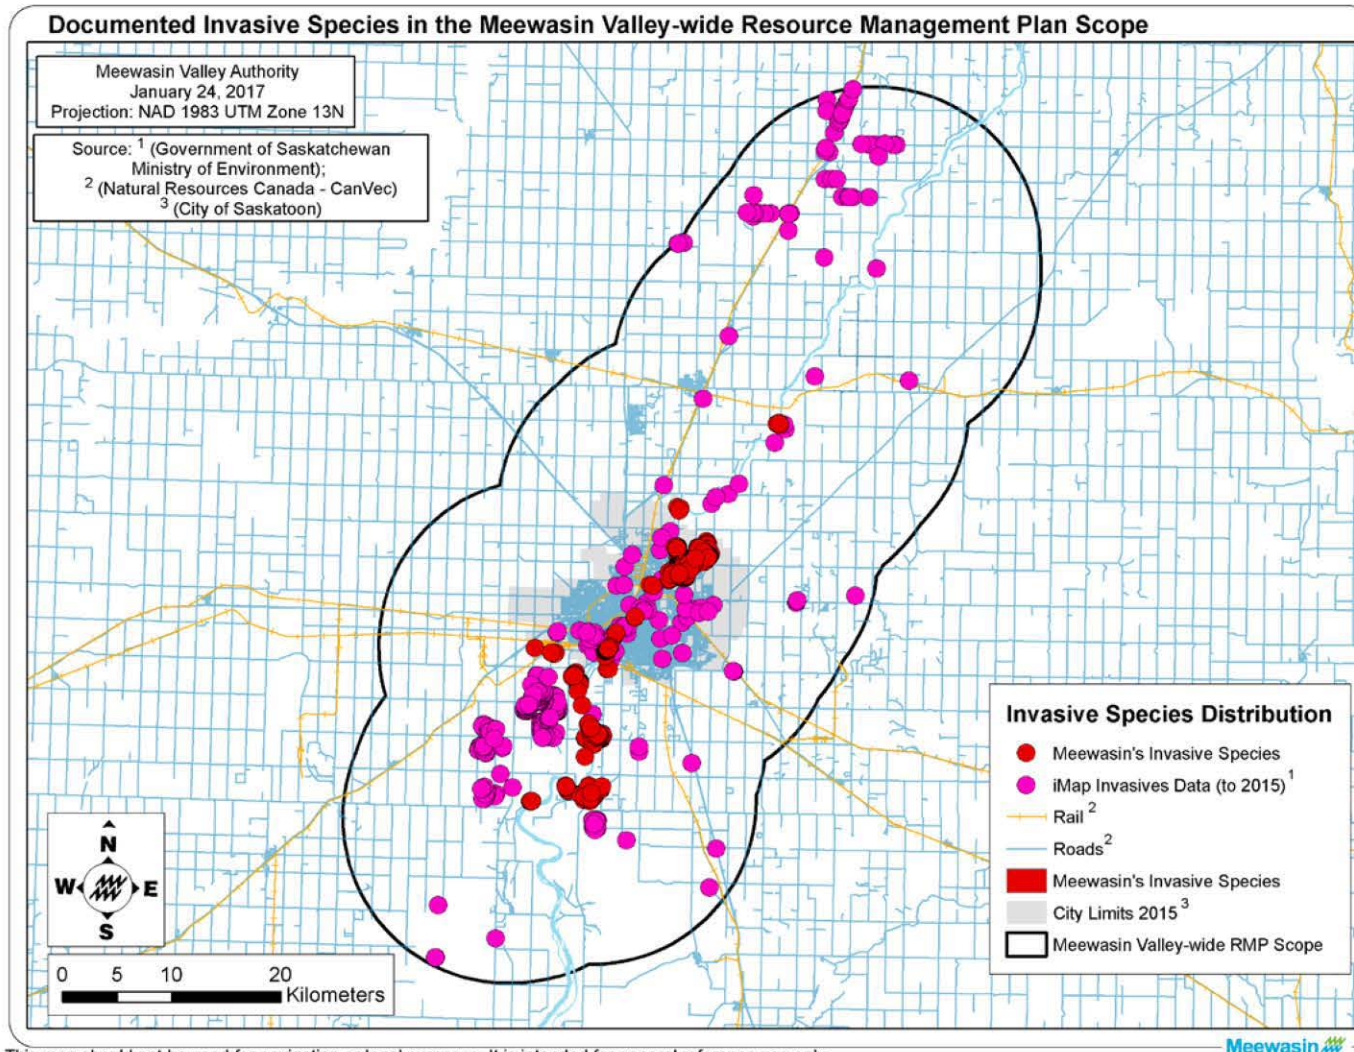 Documented Invasive Species in the Meewasin Valley-wide Resource Management Plan Scope
Meewasin Valley Authority
January 24, 2017
Projection: NAD 1983 UTM Zone 13N
Source: 1 (Government of Saskatchewan
Ministry of Environment);
2 (Natural Resources Canada - CanVec)
3 (City of Saskatoon)
Invasive Species Distribution
Meewasin's Invasive Species
iMap Invasives Data (to 2015) 1
Rail 2
Roads 2
Meewasin's Invasive Species
City Limits 2015 3
Meewasin Valley-wide RMP Scope
N
W E
S
0 5 10 20
Kilometers
Meewasin